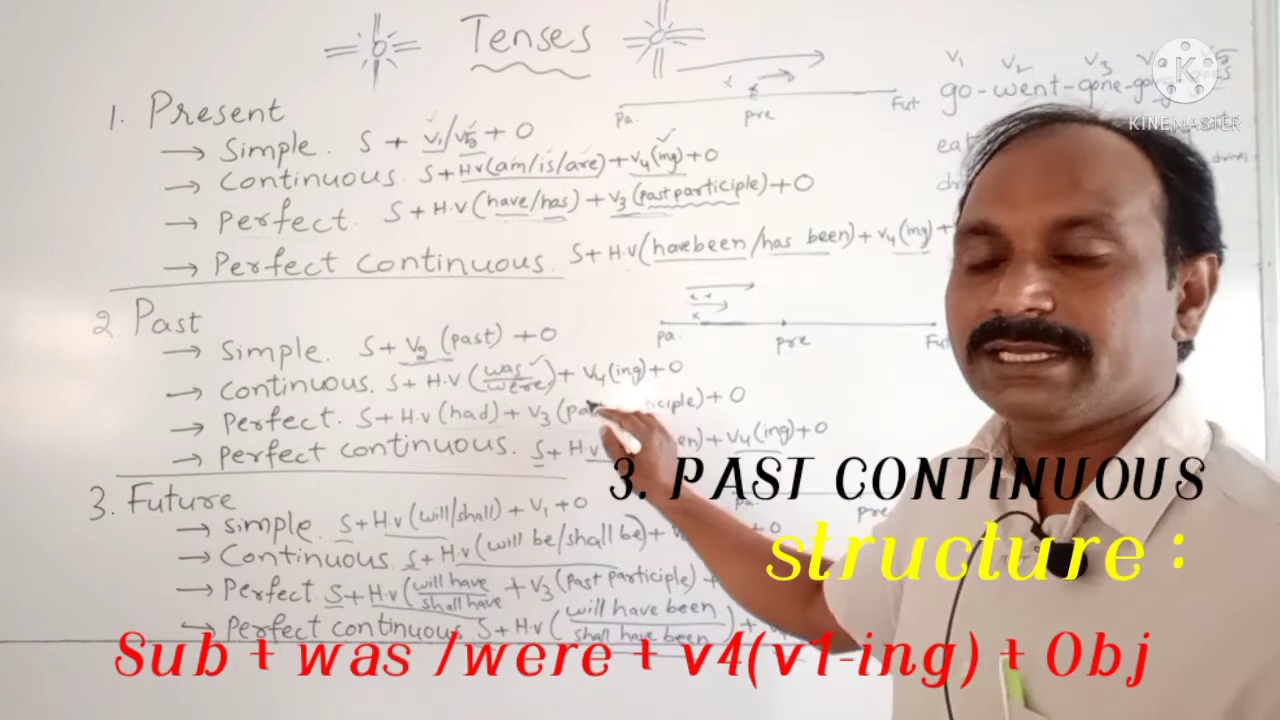 Tenses
1. Present
→ Simple. S + v1/v5 + O
→ Continuous. S + H.V (am/is/are) + v4 (ing) + O
→ Perfect. S + H.V (have/has) + v3 (past participle) + O
→ Perfect continuous. S + H.V (have been/has been) + v4 (ing) +
pa. pre Fut
v1 v2 v3
go - went - gone -
KINEMASTER
2. Past
→ Simple. S + v2 (past) + O
→ Continuous. S + H.V (was/were) + v4 (ing) + O
→ Perfect. S + H.V (had) + v3 ( + O
→ Perfect continuous. S + H.V + v4 (ing) + O
pa. pre
3. Future
→ simple. S + H.V (will/shall) + v1 + O
→ Continuous. S + H.V (will be/shall be) +
→ Perfect S + H.V (will have/shall have + v3 (Past participle)
→ Perfect continuous. S + H.V (will have been/shall have been) +
pa. pre
3. PAST CONTINUOUS
structure :
Sub + was /were + v4(v1-ing) + Obj